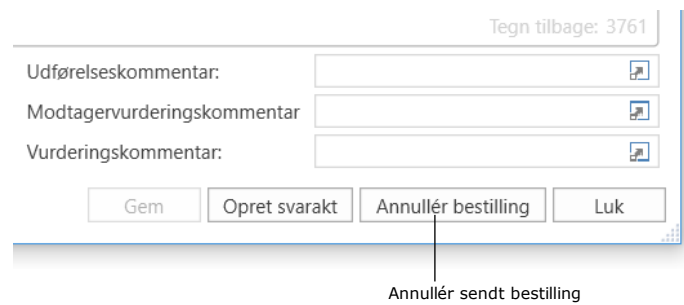 Tegn tilbage: 3761
Udførelseskommentar:
Modtagervurderingskommentar
Vurderingskommentar:
Gem Opret svarakt Annullér bestilling Luk
Annullér sendt bestilling